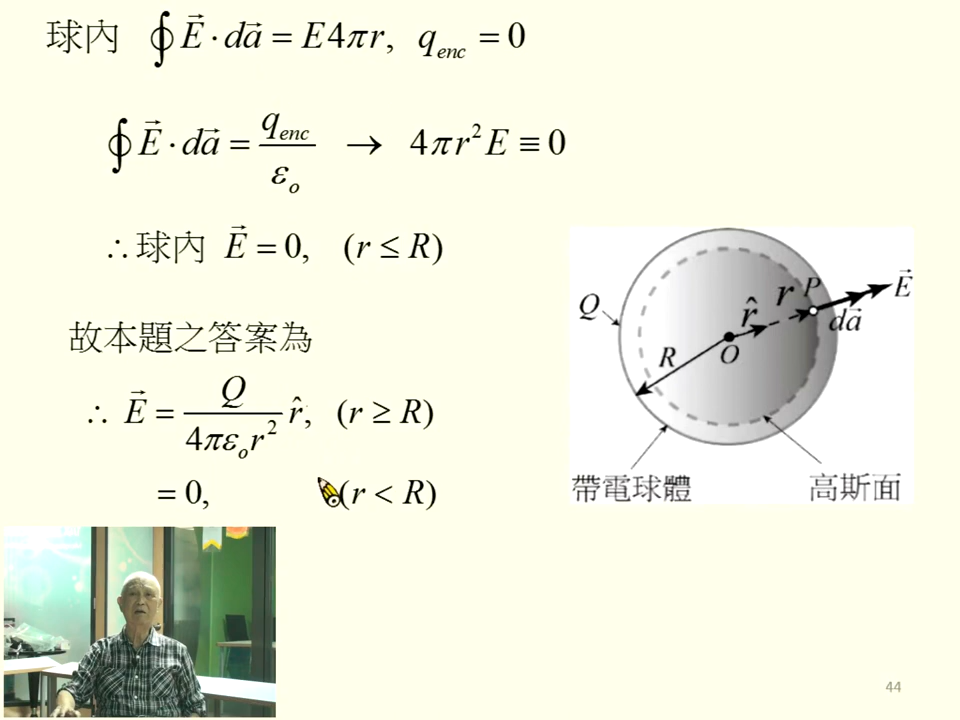 球內 ∮E⃗ · da⃗ = E4πr, q_enc = 0
∮E⃗ · da⃗ = q_enc / ε_o → 4πr²E ≡ 0
∴ 球內 E⃗ = 0, (r ≤ R)
故本題之答案為
∴ E⃗ = Q / 4πε_o r² r̂, (r ≥ R)
= 0, (r < R)
Q
R
O
r̂
r
P
E⃗
da⃗
帶電球體
高斯面
44